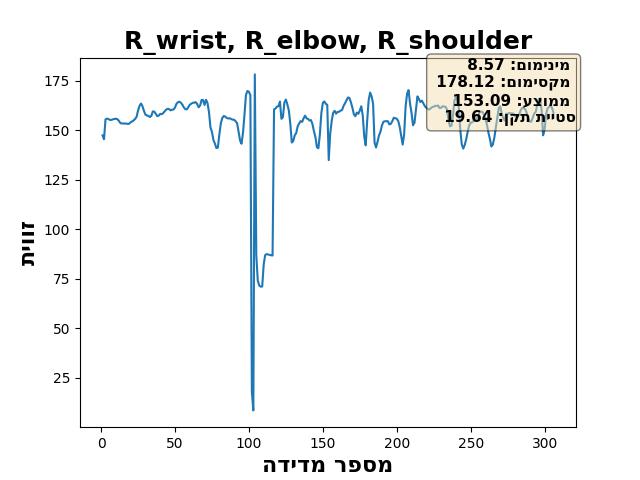 R_wrist, R_elbow, R_shoulder
מינימום: 8.57
מקסימום: 178.12
ממוצע: 153.09
סטיית תקן: 19.64
זווית
175
150
125
100
75
50
25
0 50 100 150 200 250 300
מספר מדידה